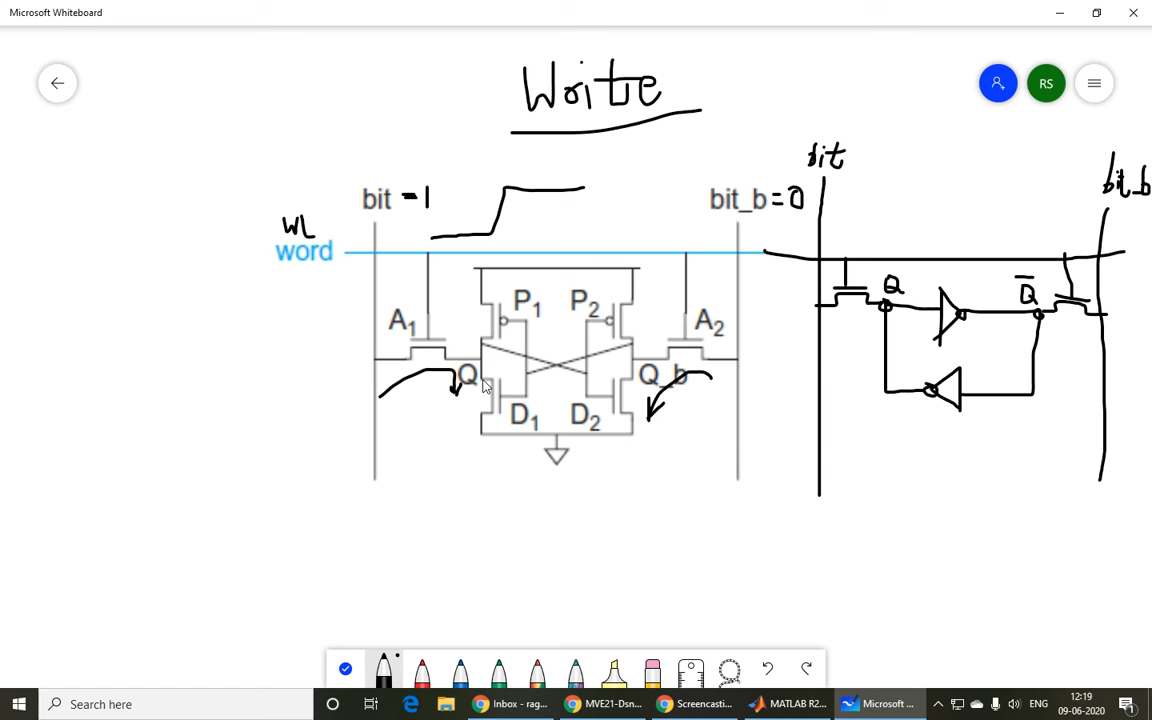 Microsoft Whiteboard
Write
RS
bit
bit_b
bit = 1
bit_b = 0
WL
word
P1 P2
Q Q
A1 A2
Q Q_b
D1 D2
Search here
Inbox - rag...
MVE21-Dsn...
Screencasti...
MATLAB R2...
Microsoft ...
ENG
12:19
09-06-2020
1